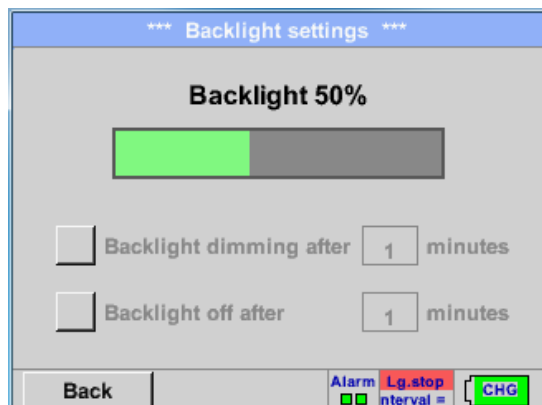 *** Backlight settings ***
Backlight 50%
Backlight dimming after 1 minutes
Backlight off after 1 minutes
Back
Alarm
Lg.stop
nterval =
CHG